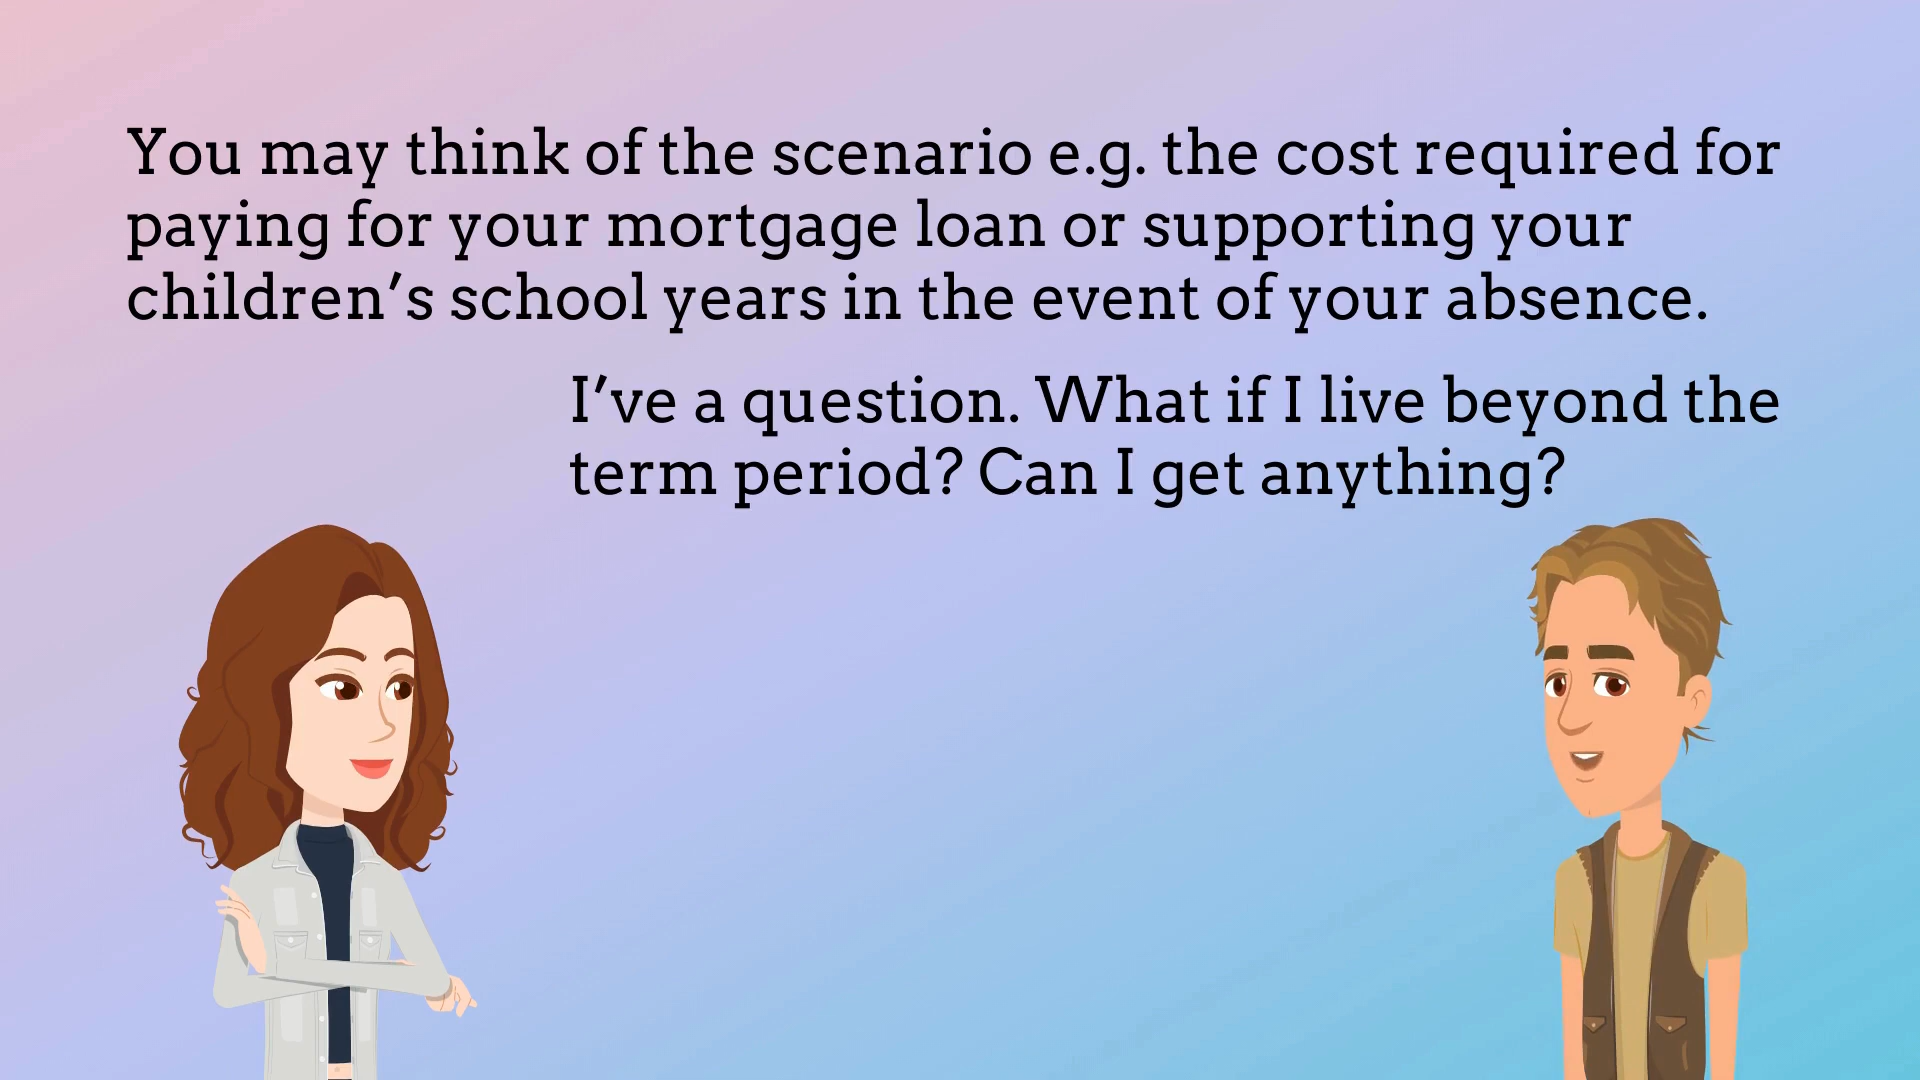 You may think of the scenario e.g. the cost required for
paying for your mortgage loan or supporting your
children’s school years in the event of your absence.
I’ve a question. What if I live beyond the
term period? Can I get anything?